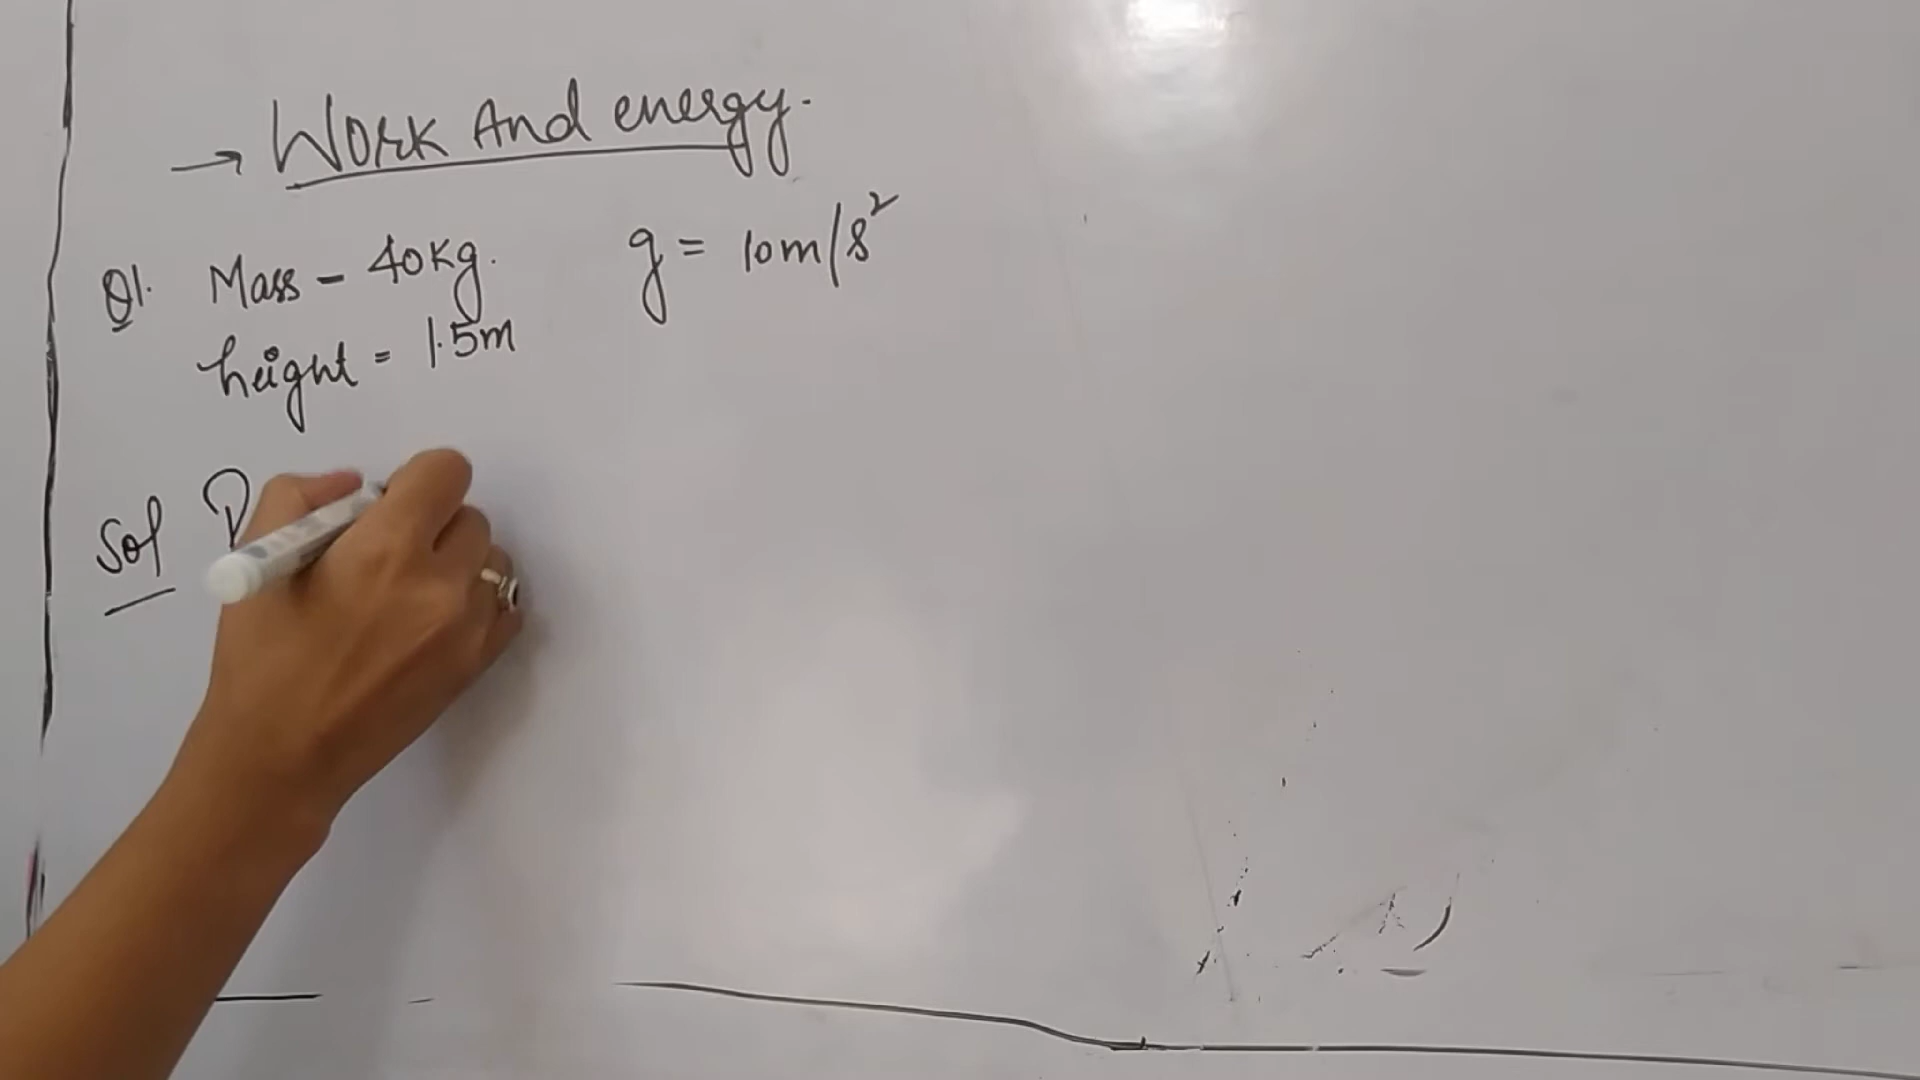 → Work And energy.
Q1. Mass - 40kg. g = 10m/s²
height = 1.5m
Sol